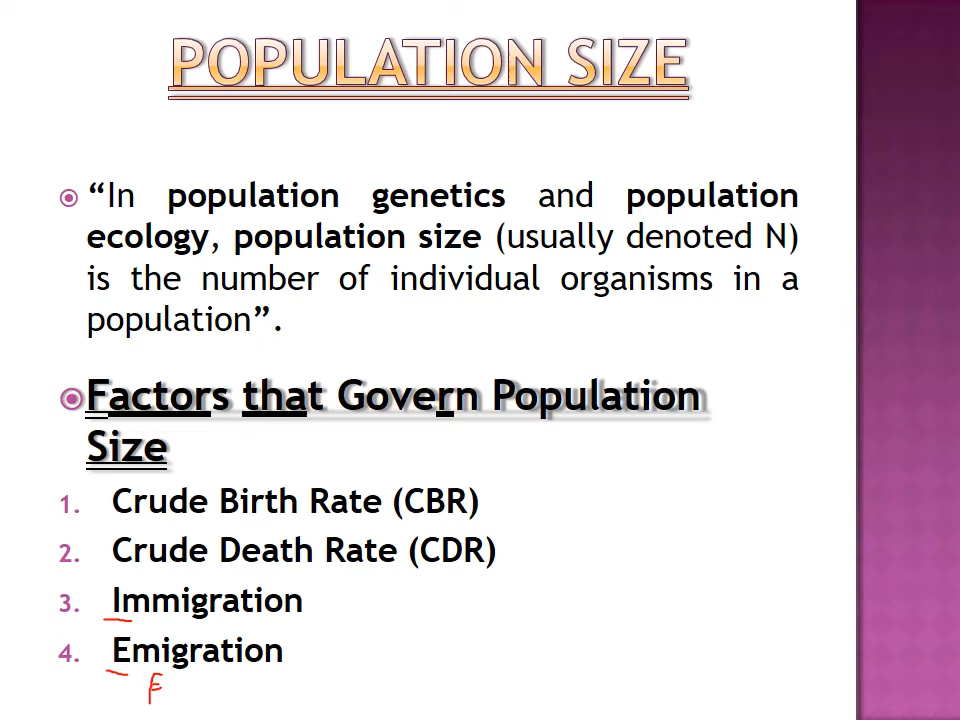 POPULATION SIZE
“In population genetics and population
ecology, population size (usually denoted N)
is the number of individual organisms in a
population”.
Factors that Govern Population
Size
1. Crude Birth Rate (CBR)
2. Crude Death Rate (CDR)
3. Immigration
4. Emigration